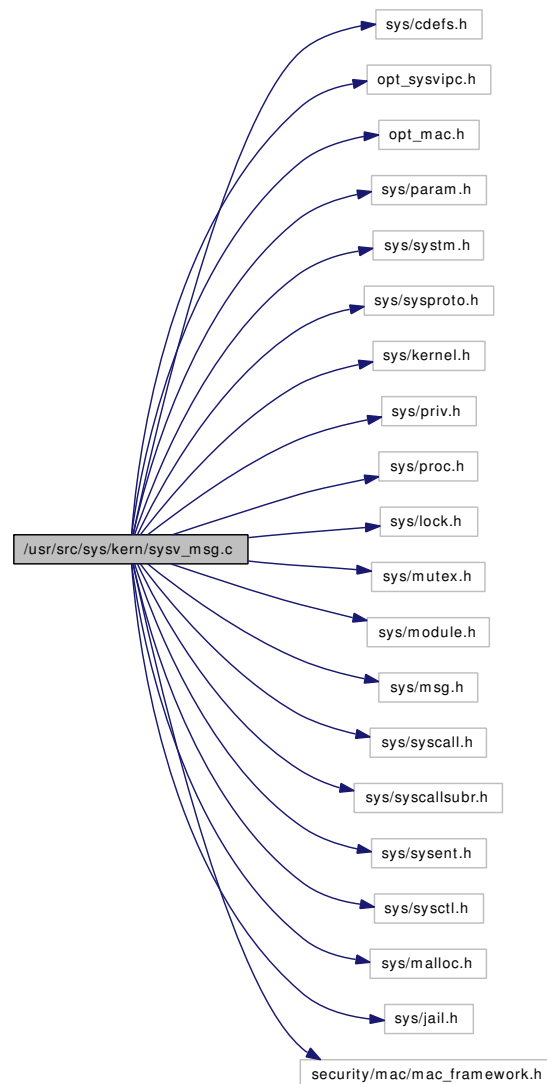 sys/cdefs.h
opt_sysvipc.h
opt_mac.h
sys/param.h
sys/systm.h
sys/sysproto.h
sys/kernel.h
sys/priv.h
sys/proc.h
sys/lock.h
/usr/src/sys/kern/sysv_msg.c
sys/mutex.h
sys/module.h
sys/msg.h
sys/syscall.h
sys/syscallsubr.h
sys/sysent.h
sys/sysctl.h
sys/malloc.h
sys/jail.h
security/mac/mac_framework.h